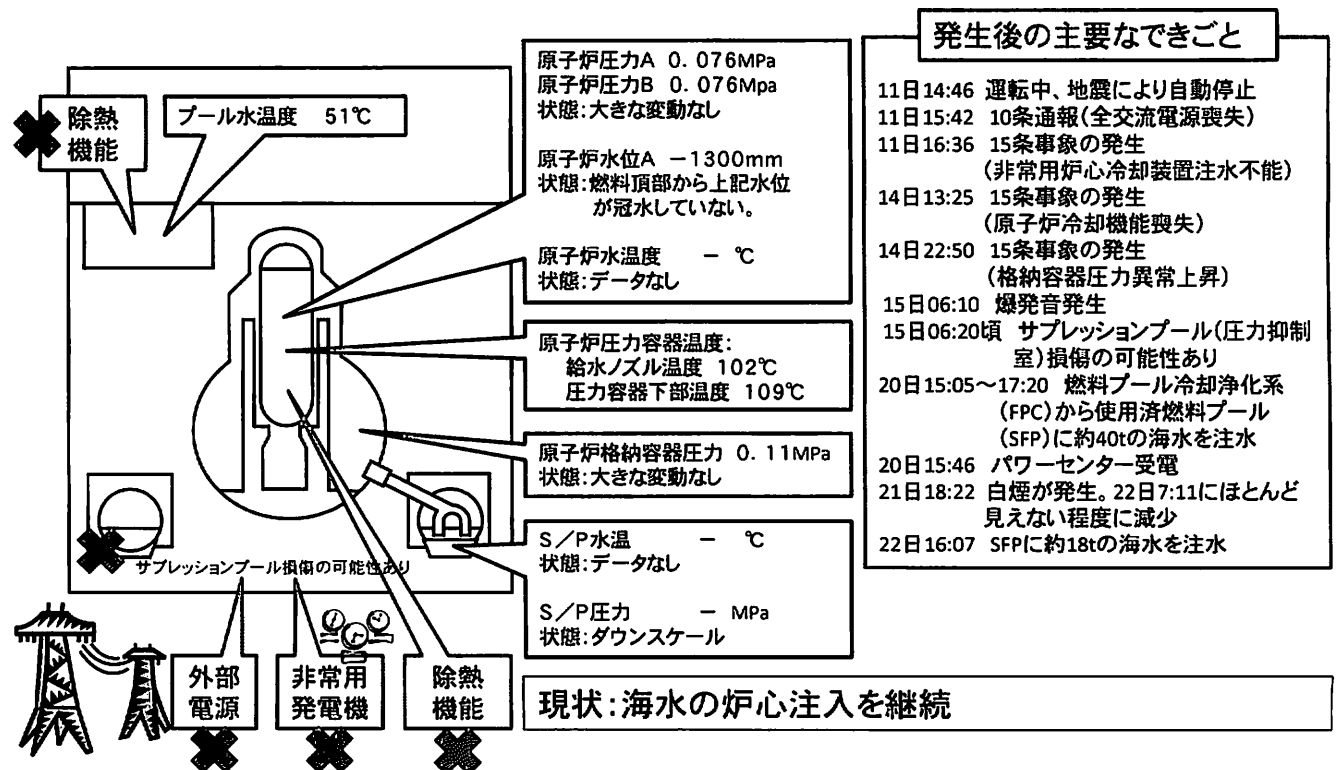 除熱
機能
プール水温度 51℃
原子炉圧力A 0.076MPa
原子炉圧力B 0.076Mpa
状態:大きな変動なし
原子炉水位A －1300mm
状態:燃料頂部から上記水位
が冠水していない。
原子炉水温度 － ℃
状態:データなし
原子炉圧力容器温度:
給水ノズル温度 102℃
圧力容器下部温度 109℃
原子炉格納容器圧力 0.11MPa
状態:大きな変動なし
S／P水温 － ℃
状態:データなし
S／P圧力 － MPa
状態:ダウンスケール
サプレッションプール損傷の可能性あり
外部
電源
非常用
発電機
除熱
機能
現状:海水の炉心注入を継続
発生後の主要なできごと
11日14:46 運転中、地震により自動停止
11日15:42 10条通報(全交流電源喪失)
11日16:36 15条事象の発生
(非常用炉心冷却装置注水不能)
14日13:25 15条事象の発生
(原子炉冷却機能喪失)
14日22:50 15条事象の発生
(格納容器圧力異常上昇)
15日06:10 爆発音発生
15日06:20頃 サプレッションプール(圧力抑制
室)損傷の可能性あり
20日15:05～17:20 燃料プール冷却浄化系
(FPC)から使用済燃料プール
(SFP)に約40tの海水を注水
20日15:46 パワーセンター受電
21日18:22 白煙が発生。22日7:11にほとんど
見えない程度に減少
22日16:07 SFPに約18tの海水を注水